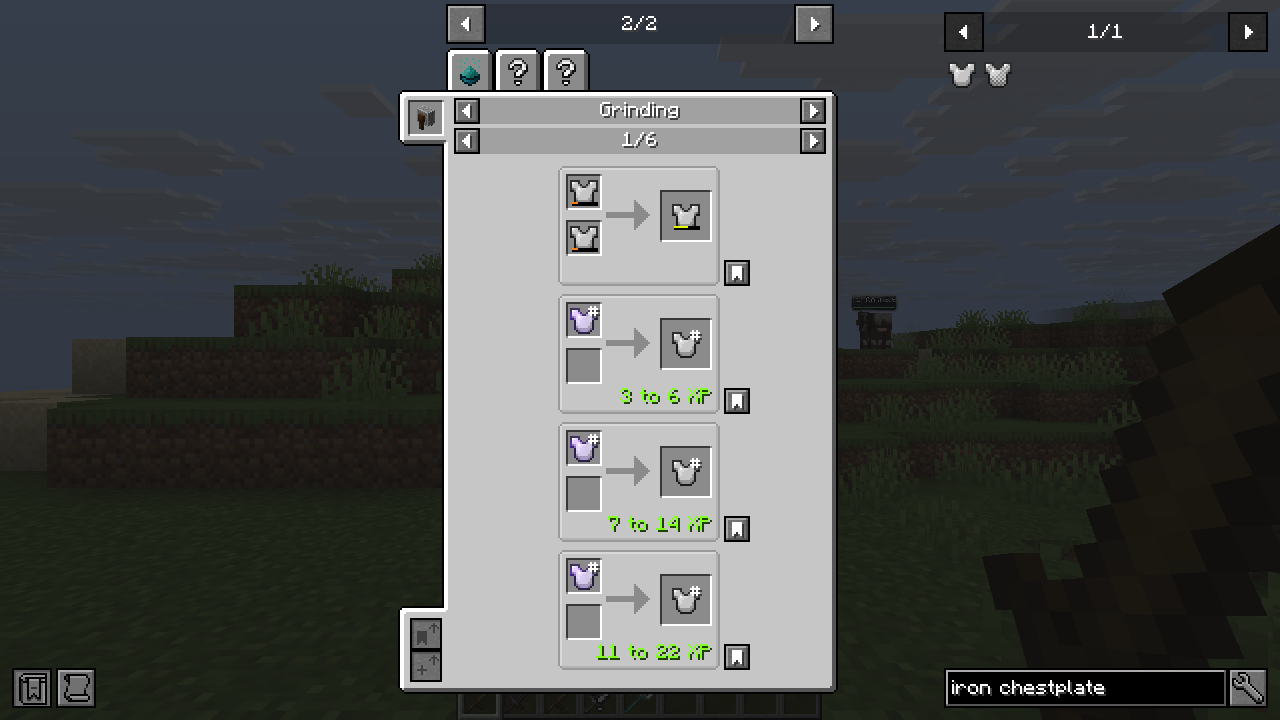 2/2
1/1
? ?
Grinding
1/6
3 to 6 XP
7 to 14 XP
11 to 22 XP
iron chestplate